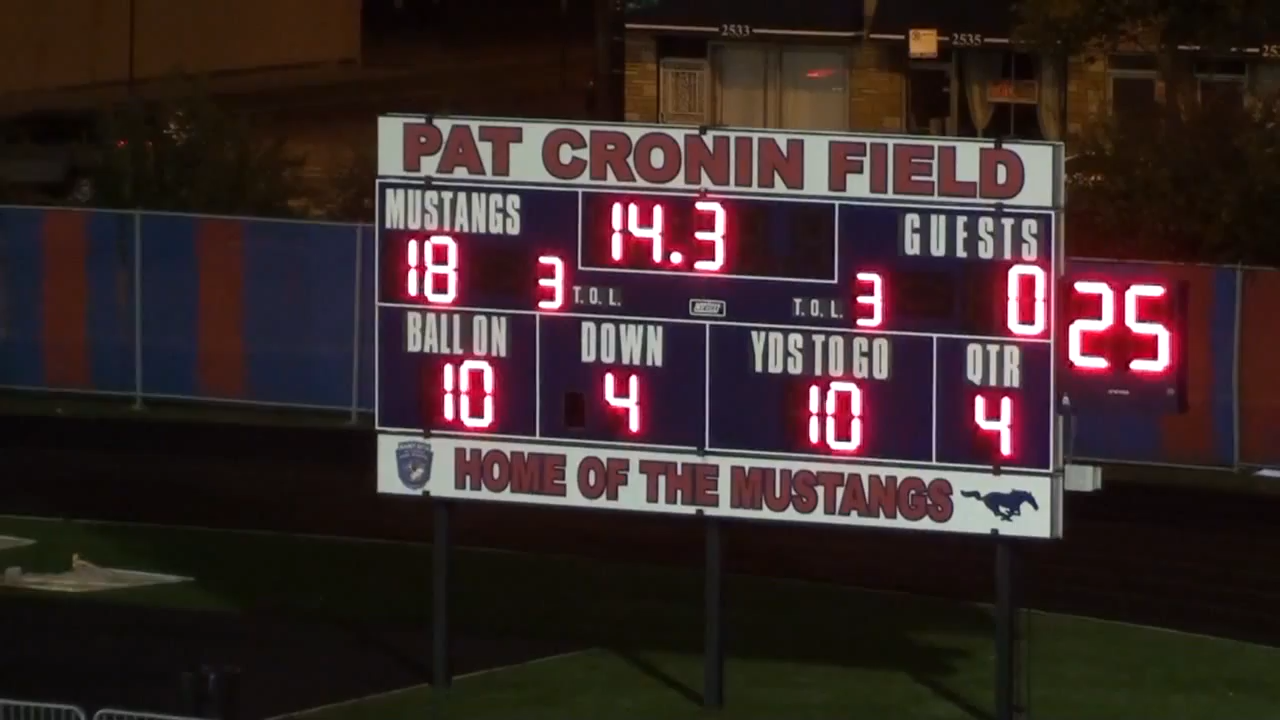 2533
2535
PAT CRONIN FIELD
MUSTANGS
14.3
GUESTS
18
3 T.O.L.
T.O.L. 3
0
25
BALL ON
DOWN
YDS TO GO
QTR
10
4
10
4
HOME OF THE MUSTANGS